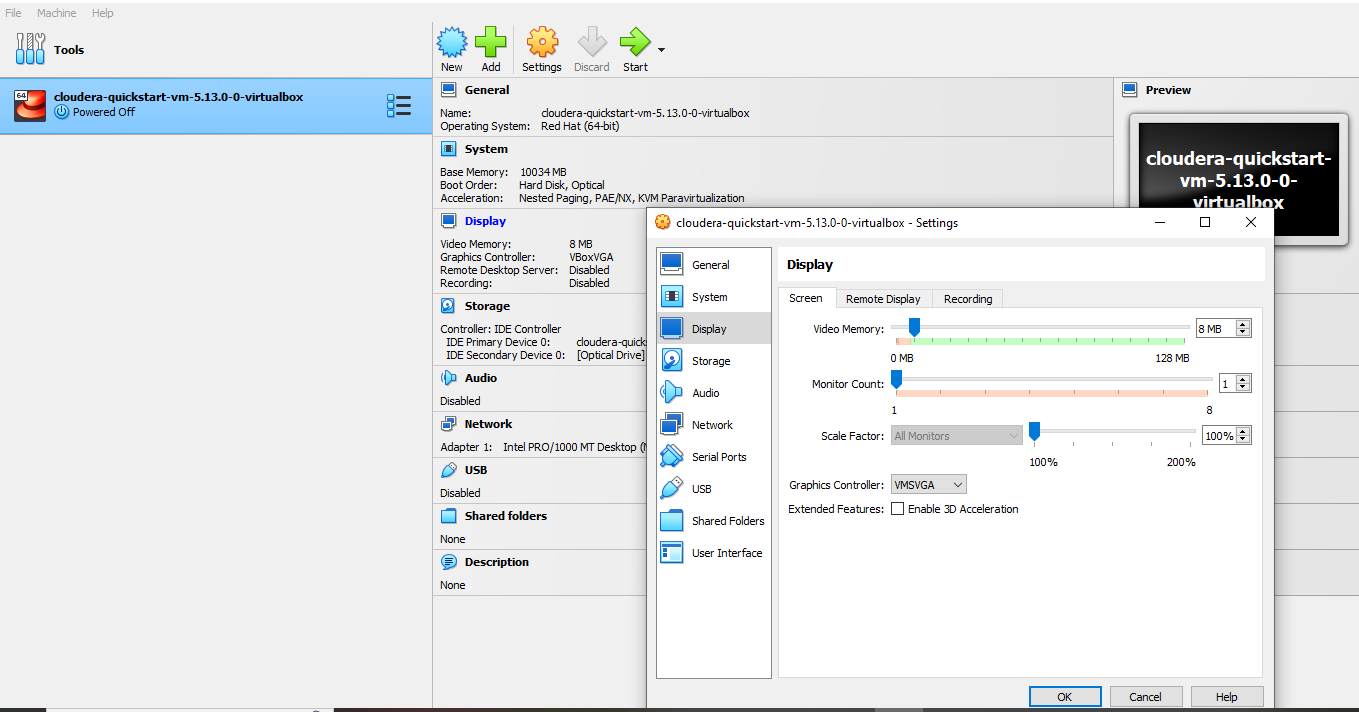 File Machine Help
Tools
New Add Settings Discard Start
64
cloudera-quickstart-vm-5.13.0-0-virtualbox
Powered Off
General
Name: cloudera-quickstart-vm-5.13.0-0-virtualbox
Operating System: Red Hat (64-bit)
System
Base Memory: 10034 MB
Boot Order: Hard Disk, Optical
Acceleration: Nested Paging, PAE/NX, KVM Paravirtualization
Display
Video Memory: 8 MB
Graphics Controller: VBoxVGA
Remote Desktop Server: Disabled
Recording: Disabled
Storage
Controller: IDE Controller
IDE Primary Device 0: cloudera-quick
IDE Secondary Device 0: [Optical Drive]
Audio
Disabled
Network
Adapter 1: Intel PRO/1000 MT Desktop (
USB
Disabled
Shared folders
None
Description
None
Preview
cloudera-quickstart-
vm-5.13.0-0-
virtualbox
cloudera-quickstart-vm-5.13.0-0-virtualbox - Settings
General
System
Display
Storage
Audio
Network
Serial Ports
USB
Shared Folders
User Interface
Display
Screen Remote Display Recording
Video Memory: 8 MB
0 MB 128 MB
Monitor Count: 1
1 8
Scale Factor: All Monitors 100%
100% 200%
Graphics Controller: VMSVGA
Extended Features: Enable 3D Acceleration
OK Cancel Help